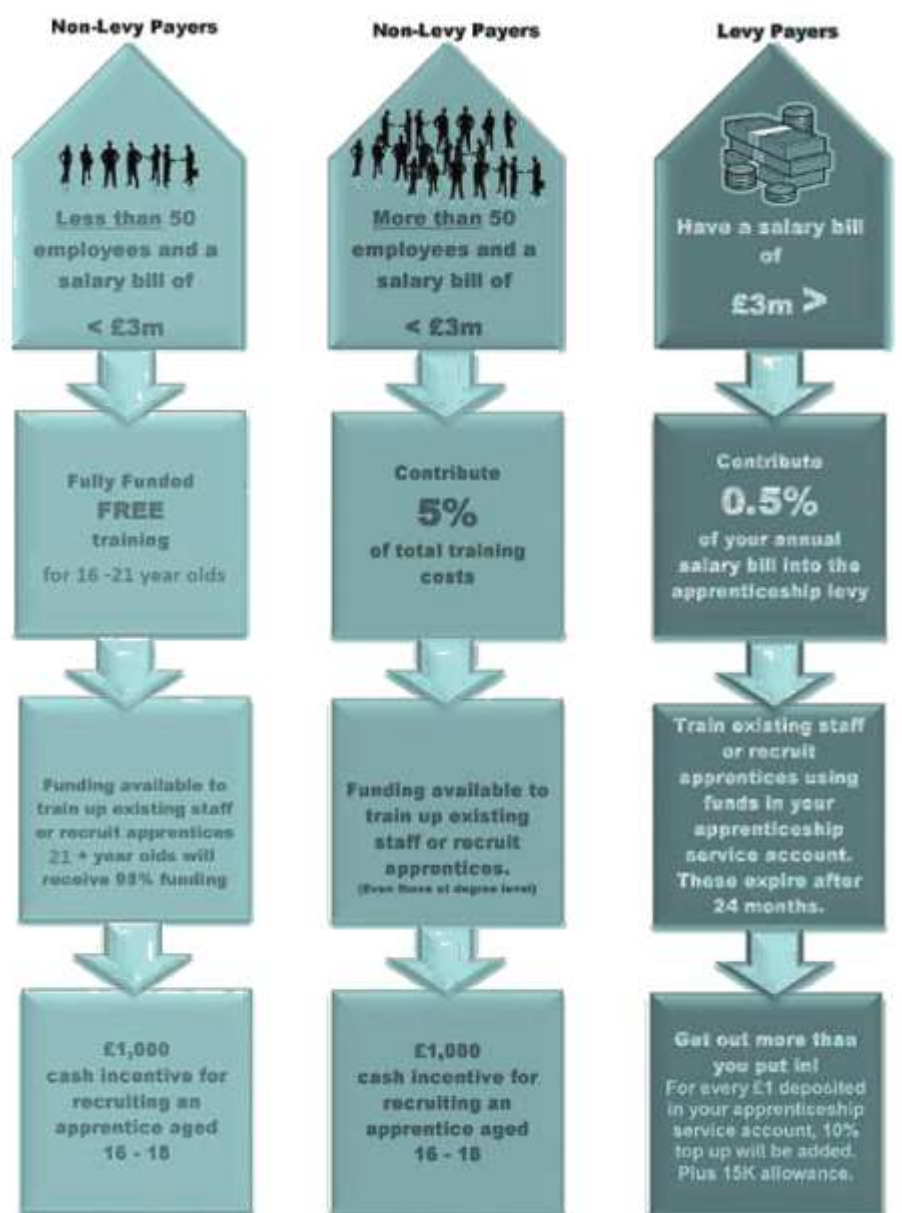 Non-Levy Payers
Less than 50
employees and a
salary bill of
< £3m
Fully Funded
FREE
training
for 16 -21 year olds
Funding available to
train up existing staff
or recruit apprentices
21 + year olds will
receive 95% funding
£1,000
cash incentive for
recruiting an
apprentice aged
16 - 18
Non-Levy Payers
More than 50
employees and a
salary bill of
< £3m
Contribute
5%
of total training
costs
Funding available to
train up existing
staff or recruit
apprentices.
(Even those at degree level)
£1,000
cash incentive for
recruiting an
apprentice aged
16 - 18
Levy Payers
Have a salary bill
of
£3m >
Contribute
0.5%
of your annual
salary bill into the
apprenticeship levy
Train existing staff
or recruit
apprentices using
funds in your
apprenticeship
service account.
These expire after
24 months.
Get out more than
you put in!
For every £1 deposited
in your apprenticeship
service account, 10%
top up will be added.
Plus 15K allowance.